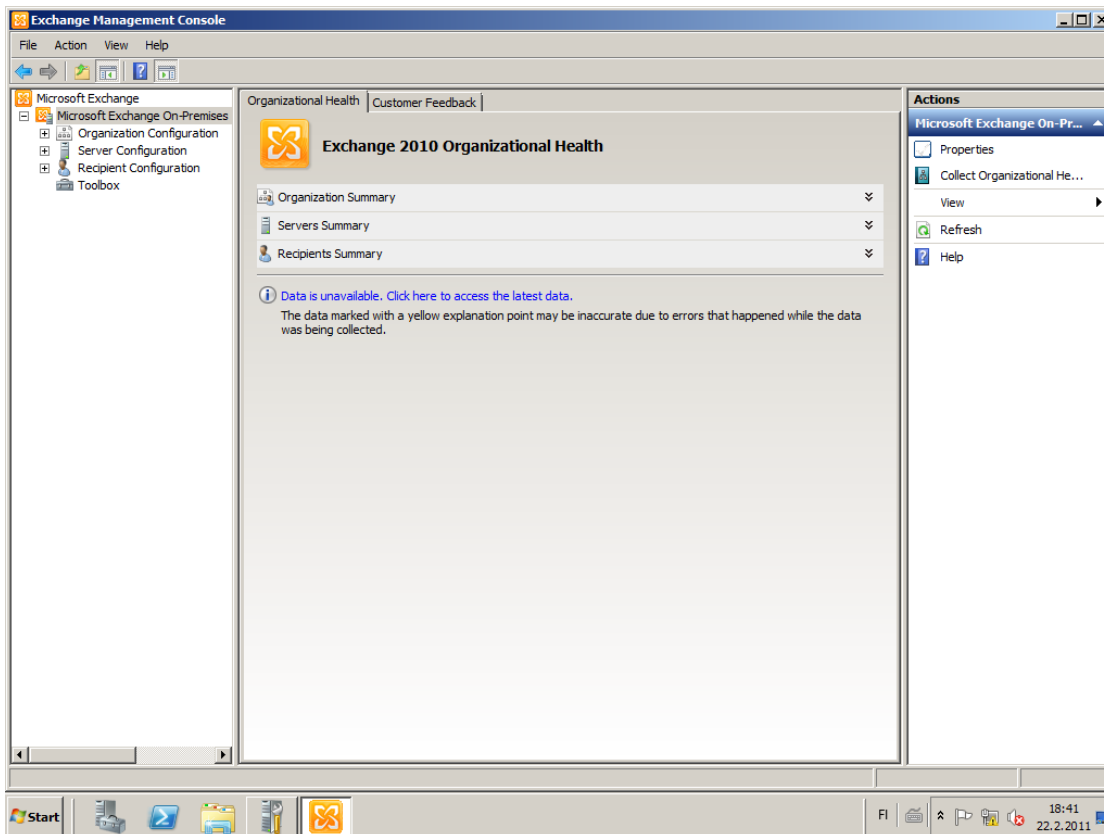 Exchange Management Console
File Action View Help
Microsoft Exchange
Microsoft Exchange On-Premises
Organization Configuration
Server Configuration
Recipient Configuration
Toolbox
Organizational Health Customer Feedback
Exchange 2010 Organizational Health
Organization Summary
Servers Summary
Recipients Summary
Data is unavailable. Click here to access the latest data.
The data marked with a yellow explanation point may be inaccurate due to errors that happened while the data
was being collected.
Actions
Microsoft Exchange On-Pr...
Properties
Collect Organizational He...
View
Refresh
Help
Start
FI
18:41
22.2.2011